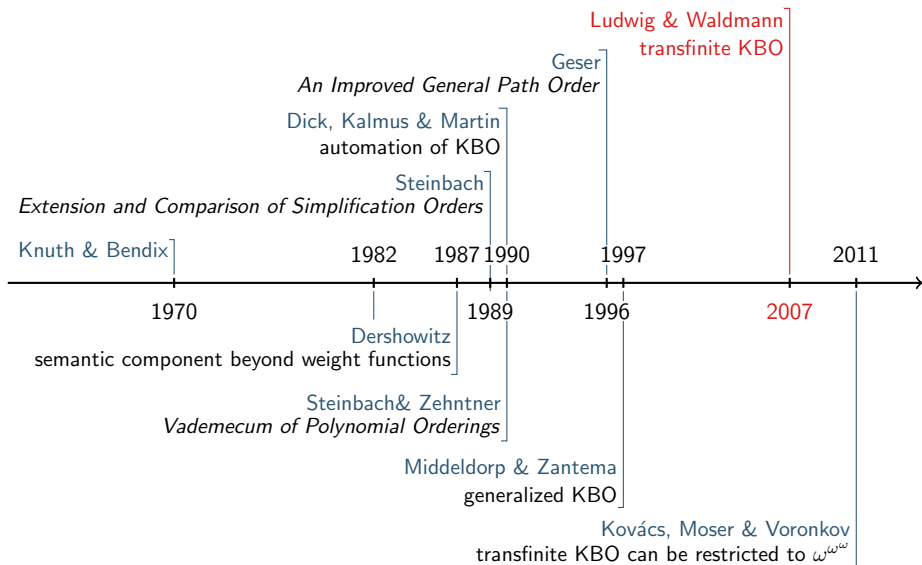 Ludwig & Waldmann
transfinite KBO
Geser
An Improved General Path Order
Dick, Kalmus & Martin
automation of KBO
Steinbach
Extension and Comparison of Simplification Orders
Knuth & Bendix
1982
1987
1990
1997
2011
1970
1989
1996
2007
Dershowitz
semantic component beyond weight functions
Steinbach& Zehntner
Vademecum of Polynomial Orderings
Middeldorp & Zantema
generalized KBO
Kovács, Moser & Voronkov
transfinite KBO can be restricted to ω^{ω^ω}